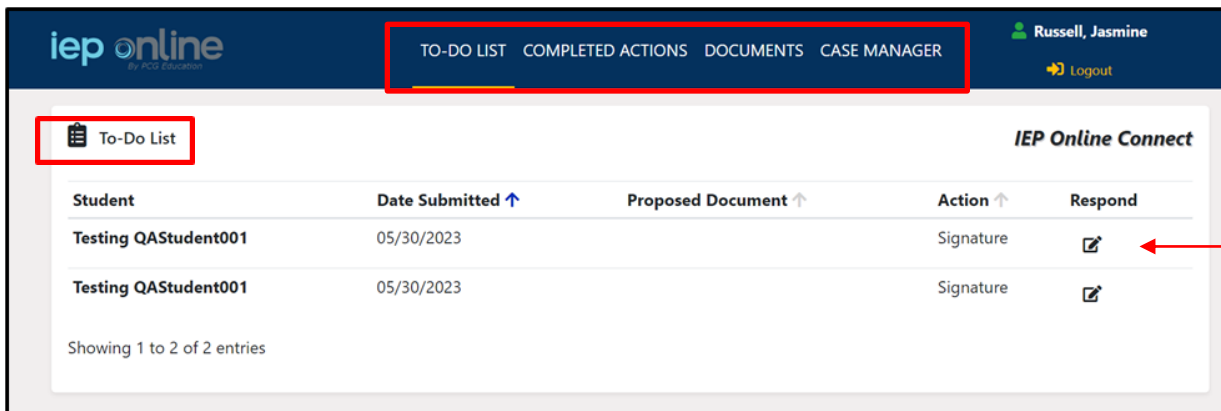 iep online
By PCG Education
TO-DO LIST COMPLETED ACTIONS DOCUMENTS CASE MANAGER
Russell, Jasmine
Logout
To-Do List
IEP Online Connect
Student Date Submitted Proposed Document Action Respond
Testing QAStudent001 05/30/2023 Signature
Testing QAStudent001 05/30/2023 Signature
Showing 1 to 2 of 2 entries